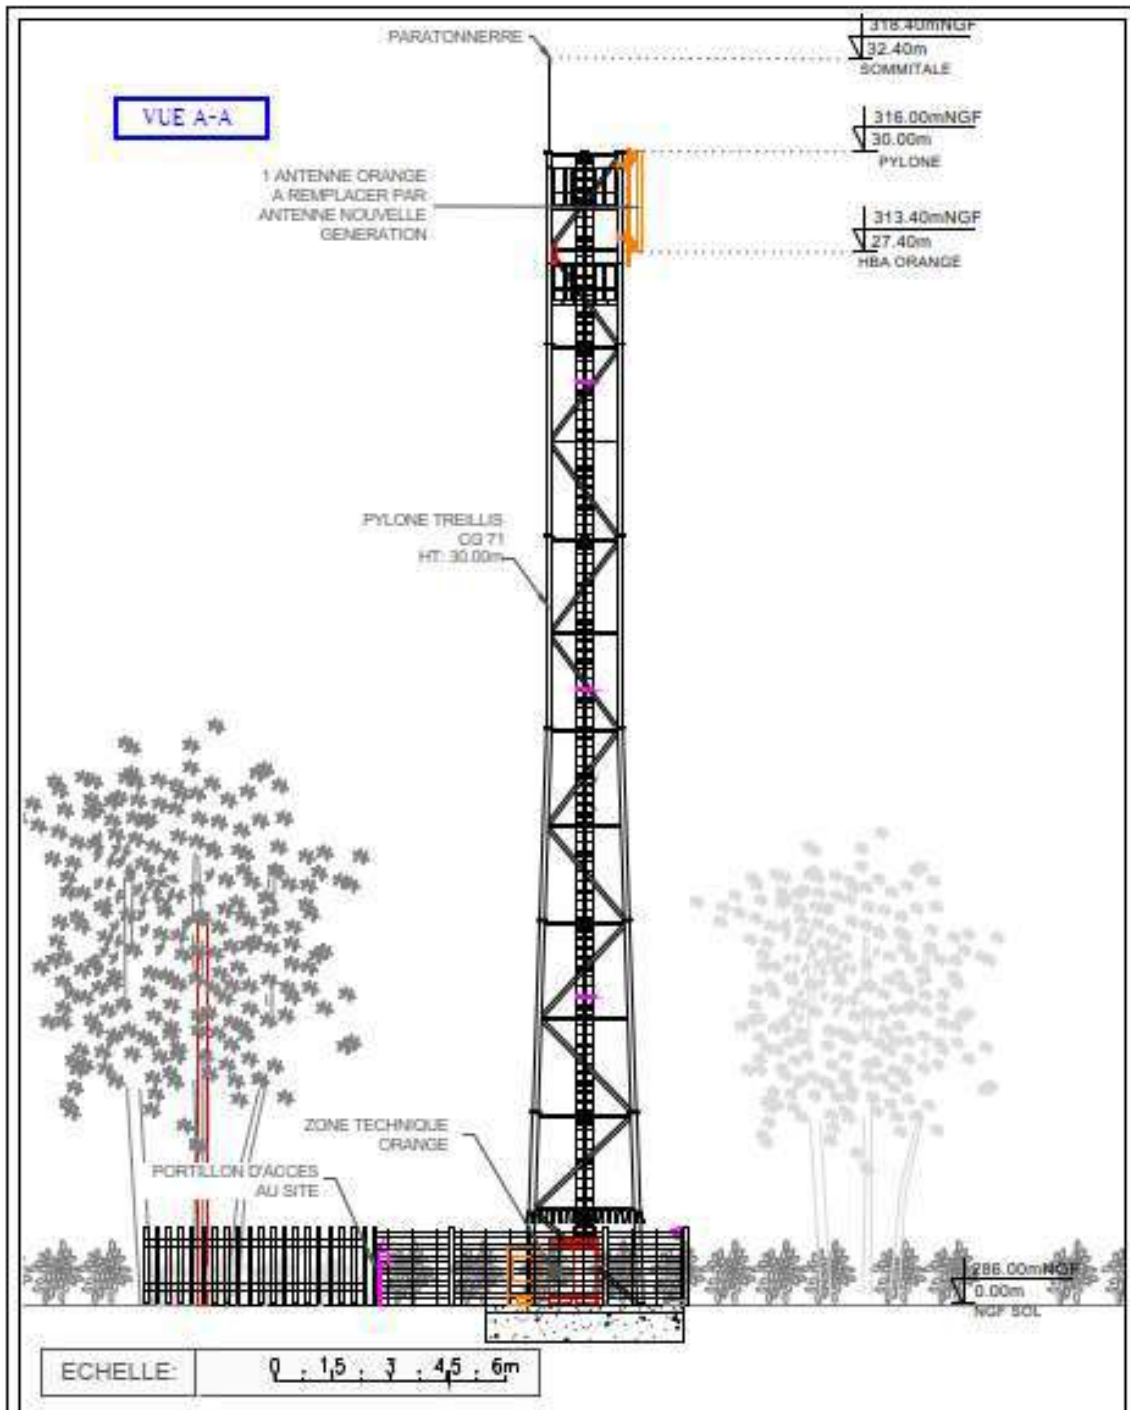 PARATONNERRE
318.40mNGF
32.40m
SOMMITALE
VUE A-A
316.00mNGF
30.00m
PYLONE
1 ANTENNE ORANGE
A REMPLACER PAR
ANTENNE NOUVELLE
GENERATION
313.40mNGF
27.40m
HBA ORANGE
PYLONE TREILLIS
CG 71
HT: 30.00m
ZONE TECHNIQUE
ORANGE
PORTILLON D'ACCES
AU SITE
286.00mNGF
0.00m
NGF SOL
ECHELLE:
0 1,5 3 4,5 6m